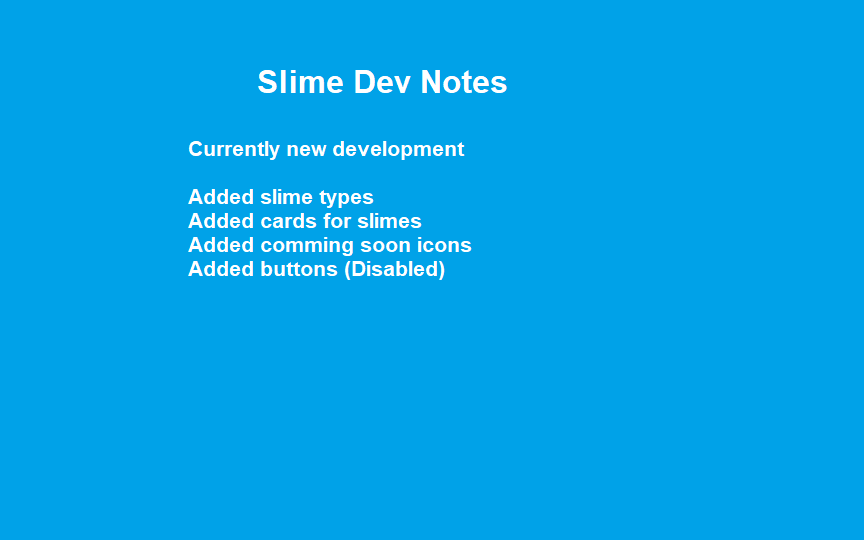 Slime Dev Notes
Currently new development
Added slime types
Added cards for slimes
Added comming soon icons
Added buttons (Disabled)